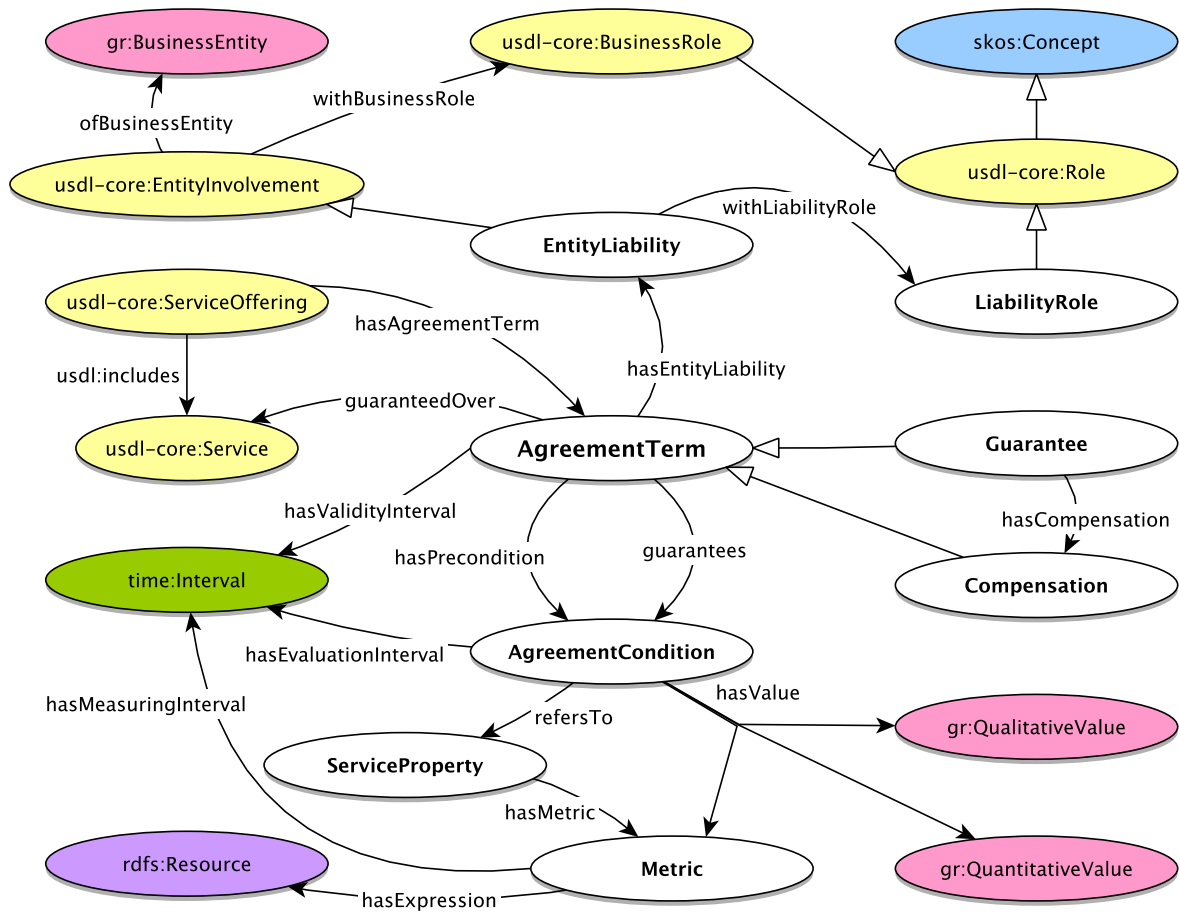 gr:BusinessEntity
usdl-core:BusinessRole
skos:Concept
withBusinessRole
ofBusinessEntity
usdl-core:EntityInvolvement
usdl-core:Role
withLiabilityRole
EntityLiability
usdl-core:ServiceOffering
LiabilityRole
hasAgreementTerm
usdl:includes
hasEntityLiability
guaranteedOver
usdl-core:Service
AgreementTerm
Guarantee
hasValidityInterval
hasCompensation
hasPrecondition
guarantees
time:Interval
Compensation
hasEvaluationInterval
AgreementCondition
hasMeasuringInterval
hasValue
refersTo
gr:QualitativeValue
ServiceProperty
hasMetric
rdfs:Resource
Metric
gr:QuantitativeValue
hasExpression